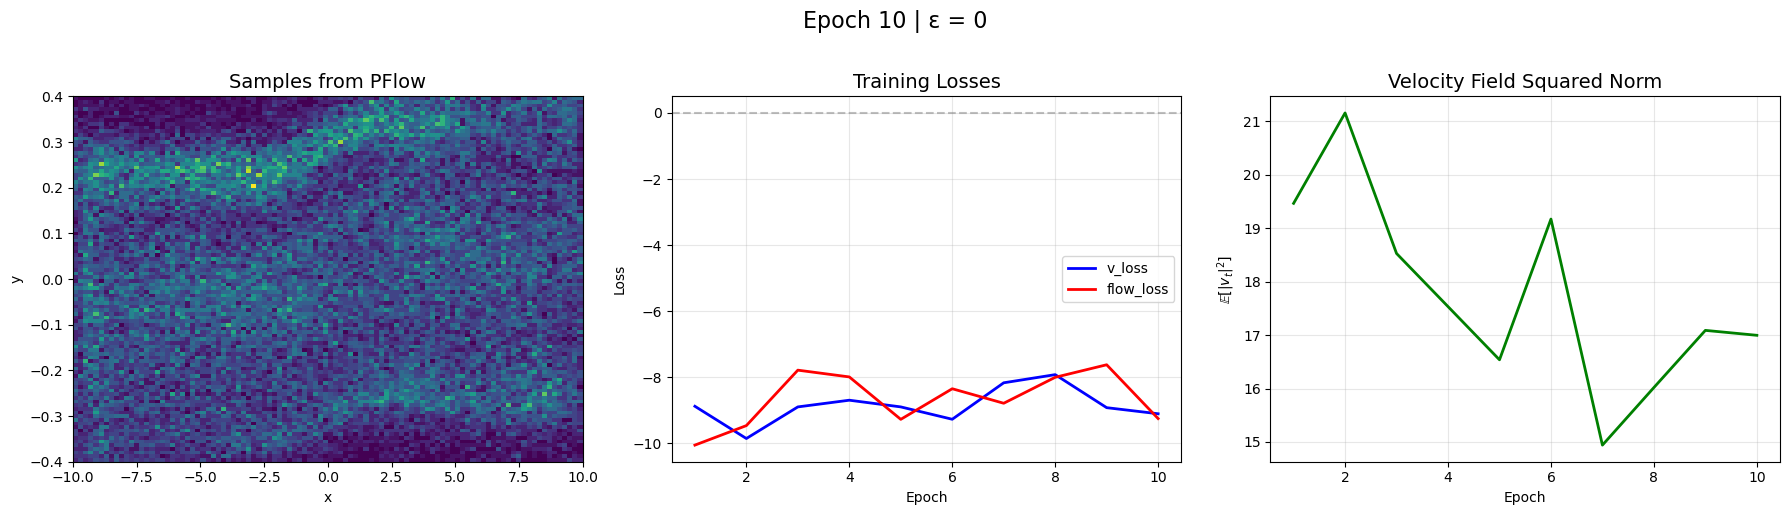 Epoch 10 | ε = 0
Samples from PFlow
0.4
0.3
0.2
0.1
0.0
−0.1
−0.2
−0.3
−0.4
y
−10.0 −7.5 −5.0 −2.5 0.0 2.5 5.0 7.5 10.0
x
Training Losses
0
−2
−4
−6
−8
−10
Loss
v_loss
flow_loss
2 4 6 8 10
Epoch
Velocity Field Squared Norm
21
20
19
18
17
16
15
𝔼[|v_t|²]
2 4 6 8 10
Epoch